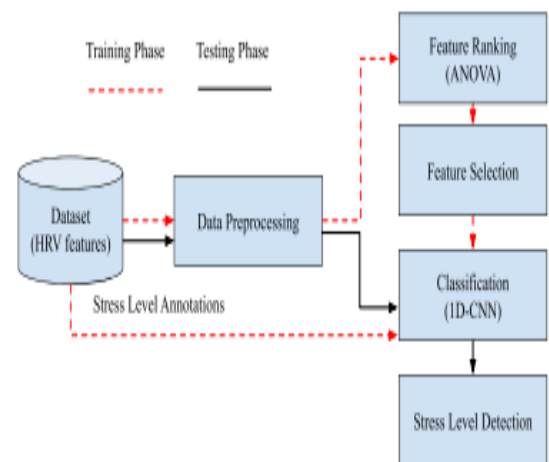 Training Phase
Testing Phase
Feature Ranking
(ANOVA)
Feature Selection
Dataset
(HRV features)
Data Preprocessing
Stress Level Annotations
Classification
(1D-CNN)
Stress Level Detection